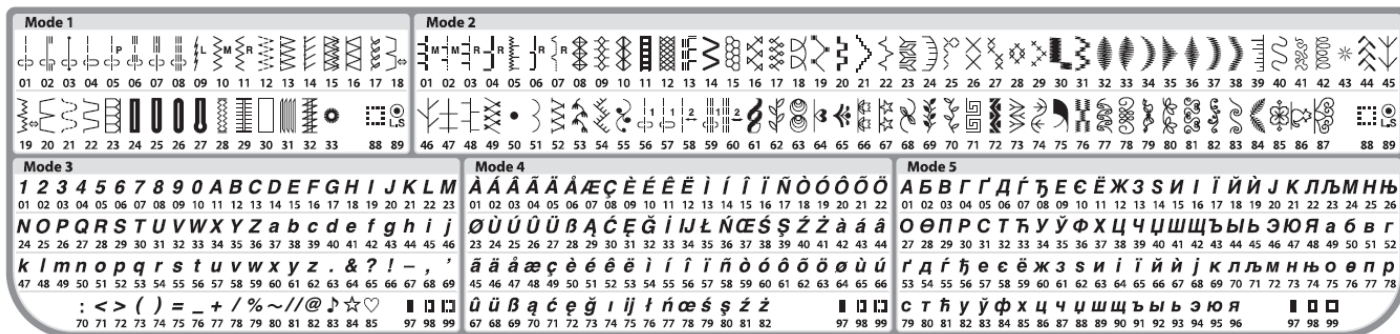 Mode 1
P L M R
01 02 03 04 05 06 07 08 09 10 11 12 13 14 15 16 17 18
L.S
19 20 21 22 23 24 25 26 27 28 29 30 31 32 33 88 89
Mode 2
01 02 03 04 05 06 07 08 09 10 11 12 13 14 15 16 17 18 19 20 21 22 23 24 25 26 27 28 29 30 31 32 33 34 35 36 37 38 39 40 41 42 43 44 45
1 1 2 1 2 L.S
46 47 48 49 50 51 52 53 54 55 56 57 58 59 60 61 62 63 64 65 66 67 68 69 70 71 72 73 74 75 76 77 78 79 80 81 82 83 84 85 86 87 88 89
Mode 3
1 2 3 4 5 6 7 8 9 0 A B C D E F G H I J K L M
01 02 03 04 05 06 07 08 09 10 11 12 13 14 15 16 17 18 19 20 21 22 23
N O P Q R S T U V W X Y Z a b c d e f g h i j
24 25 26 27 28 29 30 31 32 33 34 35 36 37 38 39 40 41 42 43 44 45 46
k l m n o p q r s t u v w x y z . & ? ! – , '
47 48 49 50 51 52 53 54 55 56 57 58 59 60 61 62 63 64 65 66 67 68 69
: < > ( ) = _ + / % ~ // @ ♪ ☆ ♡
70 71 72 73 74 75 76 77 78 79 80 81 82 83 84 85 97 98 99
Mode 4
À Á Â Ã Ä Å Æ Ç È É Ê Ë Ì Í Î Ï Ñ Ò Ó Ô Õ Ö
01 02 03 04 05 06 07 08 09 10 11 12 13 14 15 16 17 18 19 20 21 22
Ø Ù Ú Û Ü ß Ą Ć Ę Ğ İ IJ Ł Ń Œ Ś Ş Ź Ż à á â
23 24 25 26 27 28 29 30 31 32 33 34 35 36 37 38 39 40 41 42 43 44
ã ä å æ ç è é ê ë ì í î ï ñ ò ó ô õ ö ø ù ú
45 46 47 48 49 50 51 52 53 54 55 56 57 58 59 60 61 62 63 64 65 66
û ü ß ą ć ę ğ ı ij ł ń œ ś ş ź ż
67 68 69 70 71 72 73 74 75 76 77 78 79 80 81 82 97 98 99
Mode 5
А Б В Г Ґ Д Ѓ Ђ Е Є Ё Ж З Ѕ И І Ї Й Ѝ Ј К Л Љ М Н Њ
01 02 03 04 05 06 07 08 09 10 11 12 13 14 15 16 17 18 19 20 21 22 23 24 25 26
О Ө П Р С Т Ћ У Ў Ф Х Ц Ч Џ Ш Щ Ъ Ы Ь Э Ю Я а б в г
27 28 29 30 31 32 33 34 35 36 37 38 39 40 41 42 43 44 45 46 47 48 49 50 51 52
ґ д ѓ ђ е є ё ж з ѕ и і ї й ѝ ј к л љ м н њ о ө п р
53 54 55 56 57 58 59 60 61 62 63 64 65 66 67 68 69 70 71 72 73 74 75 76 77 78
с т ћ у ў ф х ц ч џ ш щ ъ ы ь э ю я
79 80 81 82 83 84 85 86 87 88 89 90 91 92 93 94 95 96 97 98 99